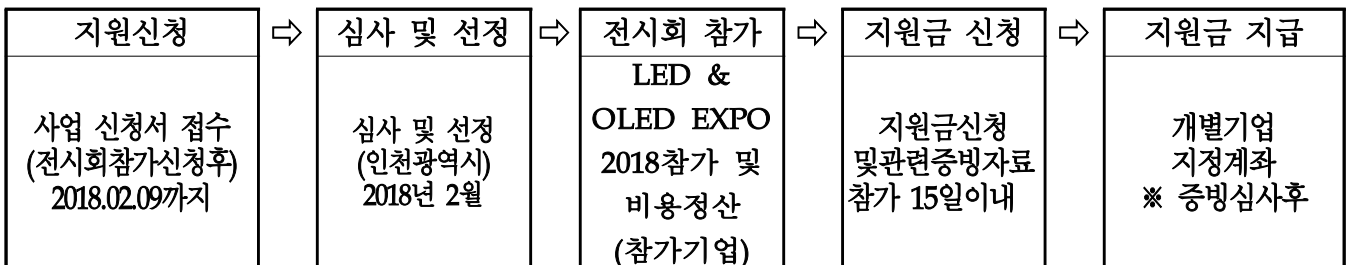 지원신청
⇨
심사 및 선정
⇨
전시회 참가
⇨
지원금 신청
⇨
지원금 지급
사업 신청서 접수
(전시회참가신청후)
2018.02.09까지
심사 및 선정
(인천광역시)
2018년 2월
LED &
OLED EXPO
2018참가 및
비용정산
(참가기업)
지원금신청
및관련증빙자료
참가 15일이내
개별기업
지정계좌
※ 증빙심사후